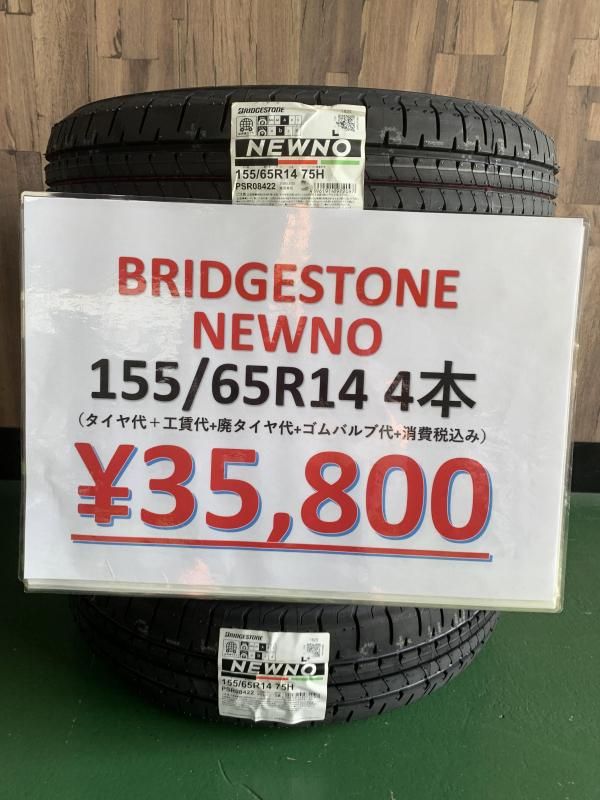 BRIDGESTONE
L
NEWNO
155/65R14 75H
PSR08422
BRIDGESTONE
NEWNO
155/65R14 4本
（タイヤ代＋工賃代+廃タイヤ代+ゴムバルブ代+消費税込み）
¥35,800
BRIDGESTONE
NEWNO
155/65R14 75H
PSR08422